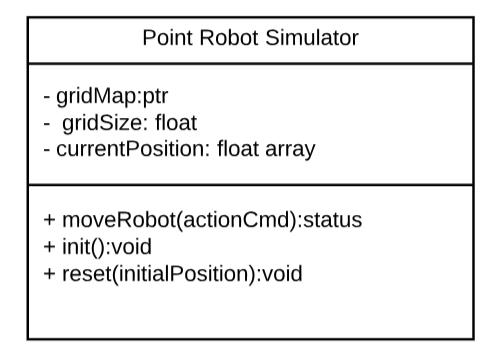 Point Robot Simulator
- gridMap:ptr
- gridSize: float
- currentPosition: float array
+ moveRobot(actionCmd):status
+ init():void
+ reset(initialPosition):void